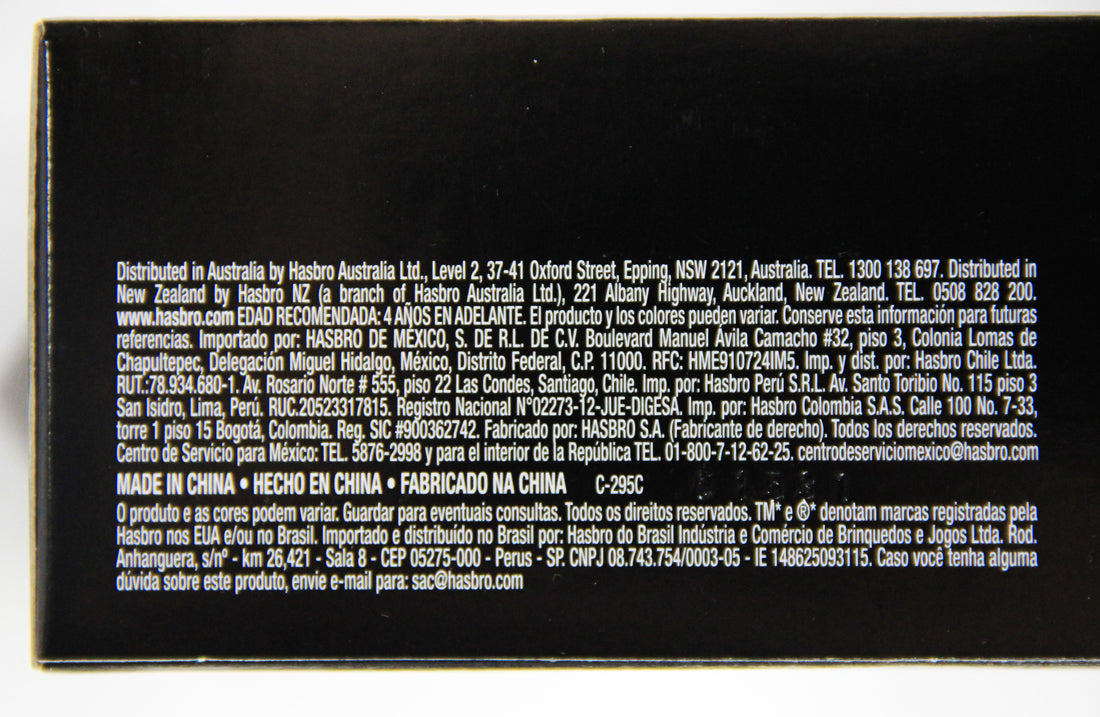 Distributed in Australia by Hasbro Australia Ltd., Level 2, 37-41 Oxford Street, Epping, NSW 2121, Australia. TEL. 1300 138 697. Distributed in
New Zealand by Hasbro NZ (a branch of Hasbro Australia Ltd.), 221 Albany Highway, Auckland, New Zealand. TEL. 0508 828 200.
www.hasbro.com EDAD RECOMENDADA: 4 AÑOS EN ADELANTE. El producto y los colores pueden variar. Conserve esta información para futuras
referencias. Importado por: HASBRO DE MÉXICO, S. DE R.L. DE C.V. Boulevard Manuel Ávila Camacho #32, piso 3, Colonia Lomas de
Chapultepec, Delegación Miguel Hidalgo, México, Distrito Federal, C.P. 11000. RFC: HME910724IM5. Imp. y dist. por: Hasbro Chile Ltda.
RUT.:78.934.680-1. Av. Rosario Norte # 555, piso 22 Las Condes, Santiago, Chile. Imp. por: Hasbro Perú S.R.L. Av. Santo Toribio No. 115 piso 3
San Isidro, Lima, Perú. RUC.20523317815. Registro Nacional N°02273-12-JUE-DIGESA. Imp. por: Hasbro Colombia S.A.S. Calle 100 No. 7-33,
torre 1 piso 15 Bogotá, Colombia. Reg. SIC #900362742. Fabricado por: HASBRO S.A. (Fabricante de derecho). Todos los derechos reservados.
Centro de Servicio para México: TEL. 5876-2998 y para el interior de la República TEL. 01-800-7-12-62-25. centrodeserviciomexico@hasbro.com
MADE IN CHINA • HECHO EN CHINA • FABRICADO NA CHINA C-295C
O produto e as cores podem variar. Guardar para eventuais consultas. Todos os direitos reservados. TM* e ®* denotam marcas registradas pela
Hasbro nos EUA e/ou no Brasil. Importado e distribuído no Brasil por: Hasbro do Brasil Indústria e Comércio de Brinquedos e Jogos Ltda. Rod.
Anhanguera, s/nº - km 26,421 - Sala 8 - CEP 05275-000 - Perus - SP. CNPJ 08.743.754/0003-05 - IE 148625093115. Caso você tenha alguma
dúvida sobre este produto, envie e-mail para: sac@hasbro.com